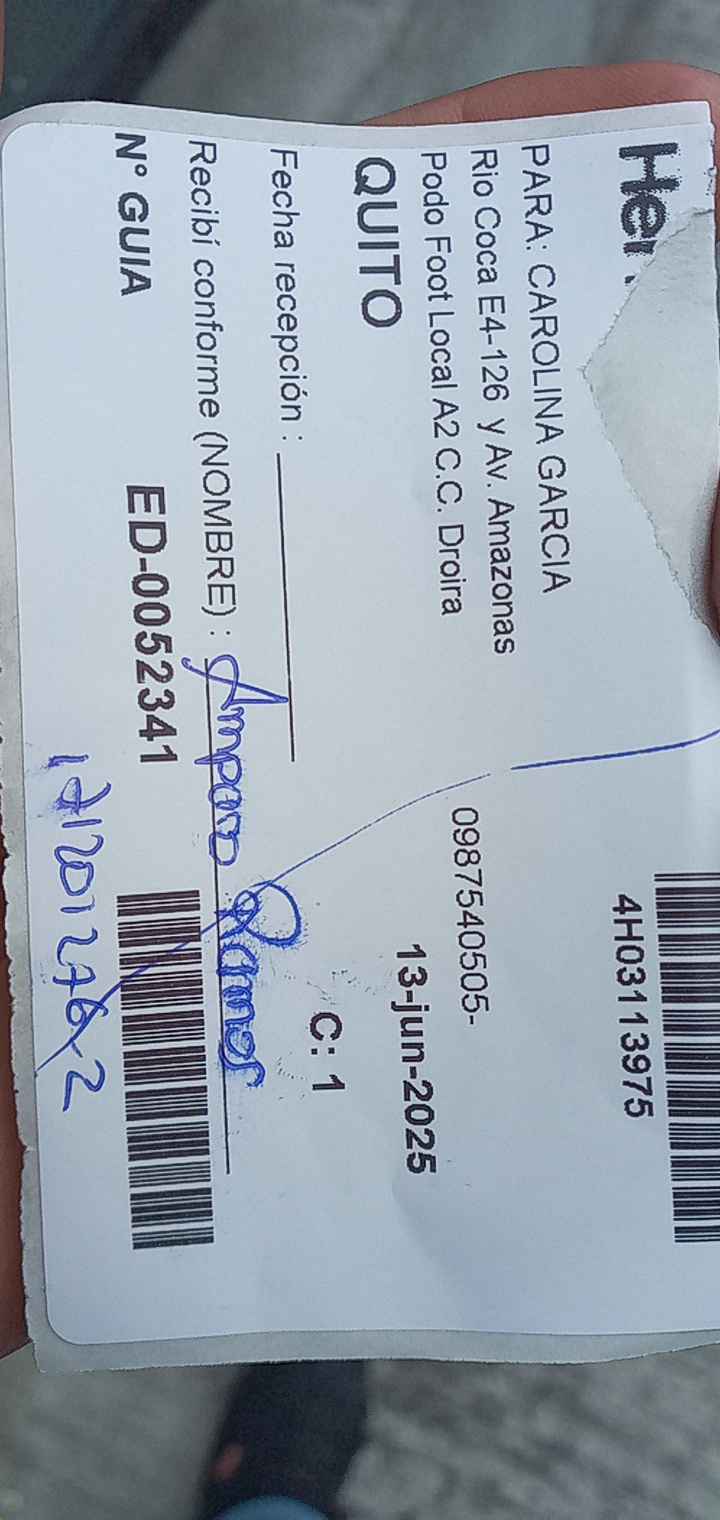 4H03113975
PARA: CAROLINA GARCIA
Rio Coca E4-126 y Av. Amazonas
Podo Foot Local A2 C.C. Droira 0987540505-
QUITO 13-jun-2025
C: 1
Fecha recepción :
Recibí conforme (NOMBRE) : Amparo Ramos
N° GUIA ED-0052341